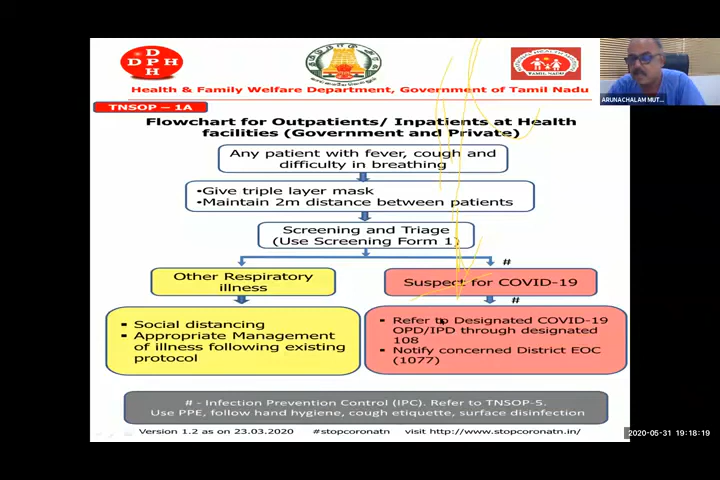 DPH
D
H
TAMIL NADU
Health & Family Welfare Department, Government of Tamil Nadu
TNSOP - 1A
Flowchart for Outpatients/ Inpatients at Health
facilities (Government and Private)
Any patient with fever, cough and
difficulty in breathing
•Give triple layer mask
•Maintain 2m distance between patients
Screening and Triage
(Use Screening Form 1)
#
Other Respiratory
illness
Suspect for COVID-19
#
Social distancing
Appropriate Management
of illness following existing
protocol
Refer to Designated COVID-19
OPD/IPD through designated
108
Notify concerned District EOC
(1077)
# - Infection Prevention Control (IPC). Refer to TNSOP-5.
Use PPE, follow hand hygiene, cough etiquette, surface disinfection
Version 1.2 as on 23.03.2020 #stopcoronatn visit http://www.stopcoronatn.in/
ARUNACHALAM MUT...
2020-05-31 19:18:19